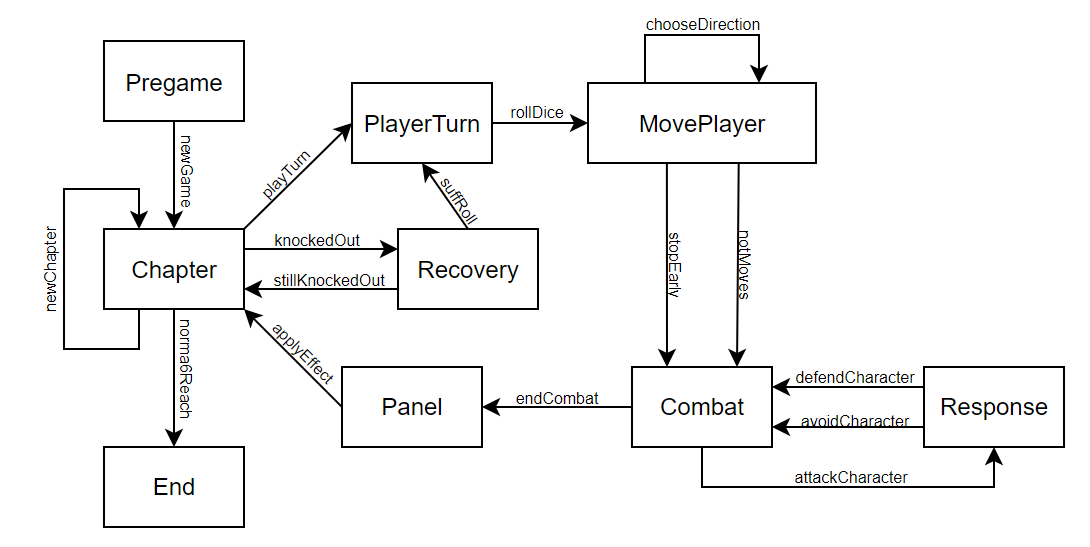 chooseDirection
Pregame
PlayerTurn
rollDice
MovePlayer
newGame
playTurn
suffRoll
knockedOut
Chapter
Recovery
stillKnockedOut
newChapter
stopEarly
notMoves
applyEffect
norma6Reach
defendCharacter
Panel
endCombat
Combat
Response
avoidCharacter
attackCharacter
End